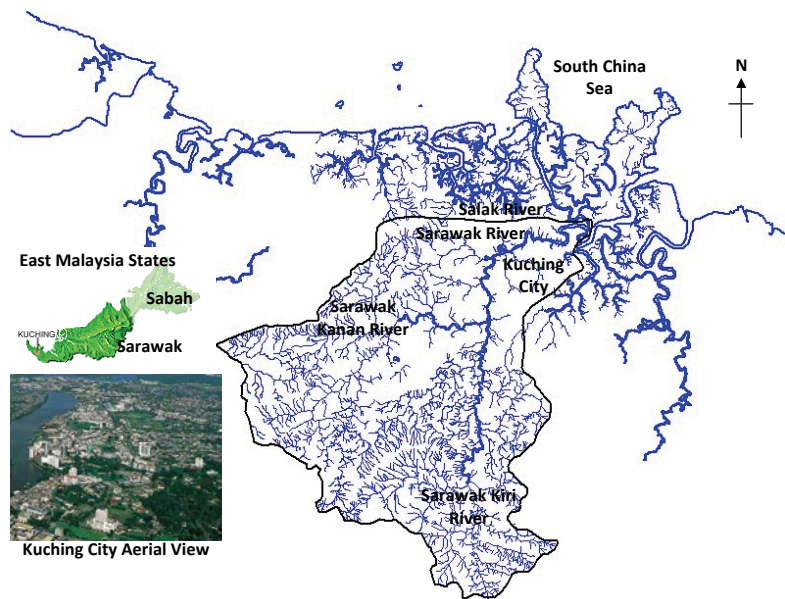 South China
Sea
N
Salak River
Sarawak River
Kuching
City
East Malaysia States
Sabah
KUCHING
Sarawak
Sarawak
Kanan River
Sarawak Kiri
River
Kuching City Aerial View